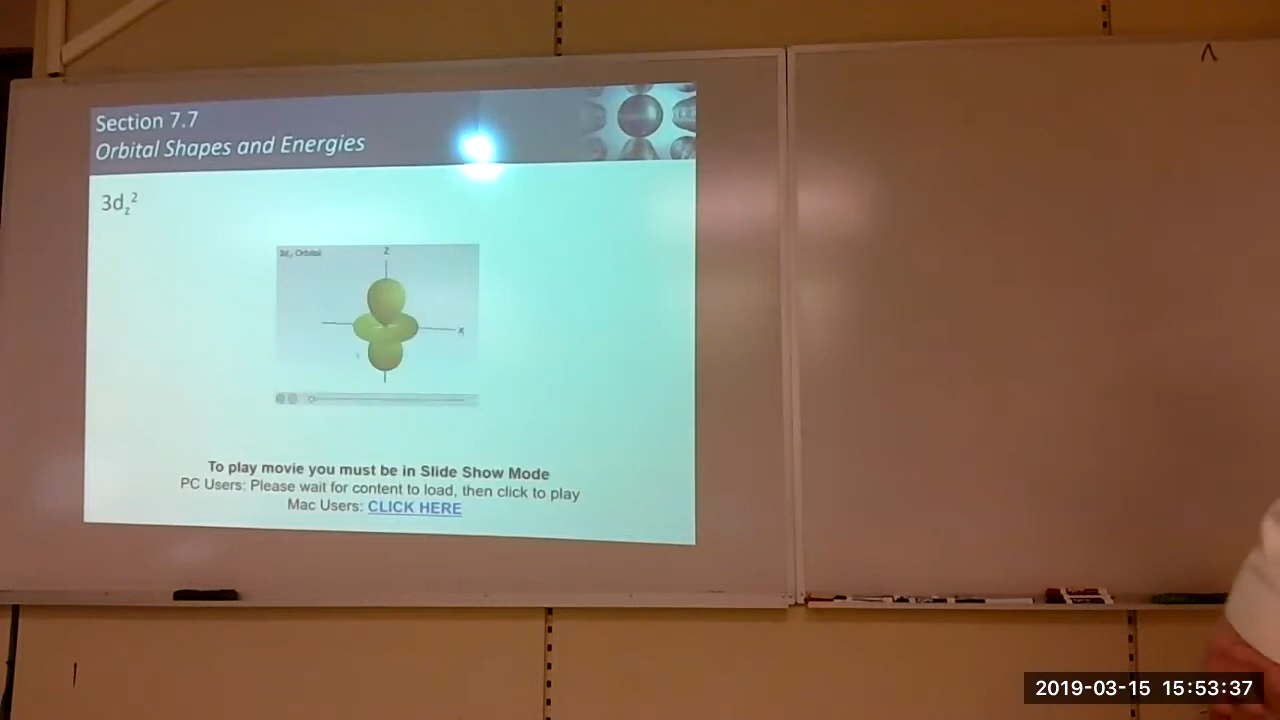 Section 7.7
Orbital Shapes and Energies
3d_z²
Orbital
z
x
To play movie you must be in Slide Show Mode
PC Users: Please wait for content to load, then click to play
Mac Users: CLICK HERE
2019-03-15 15:53:37